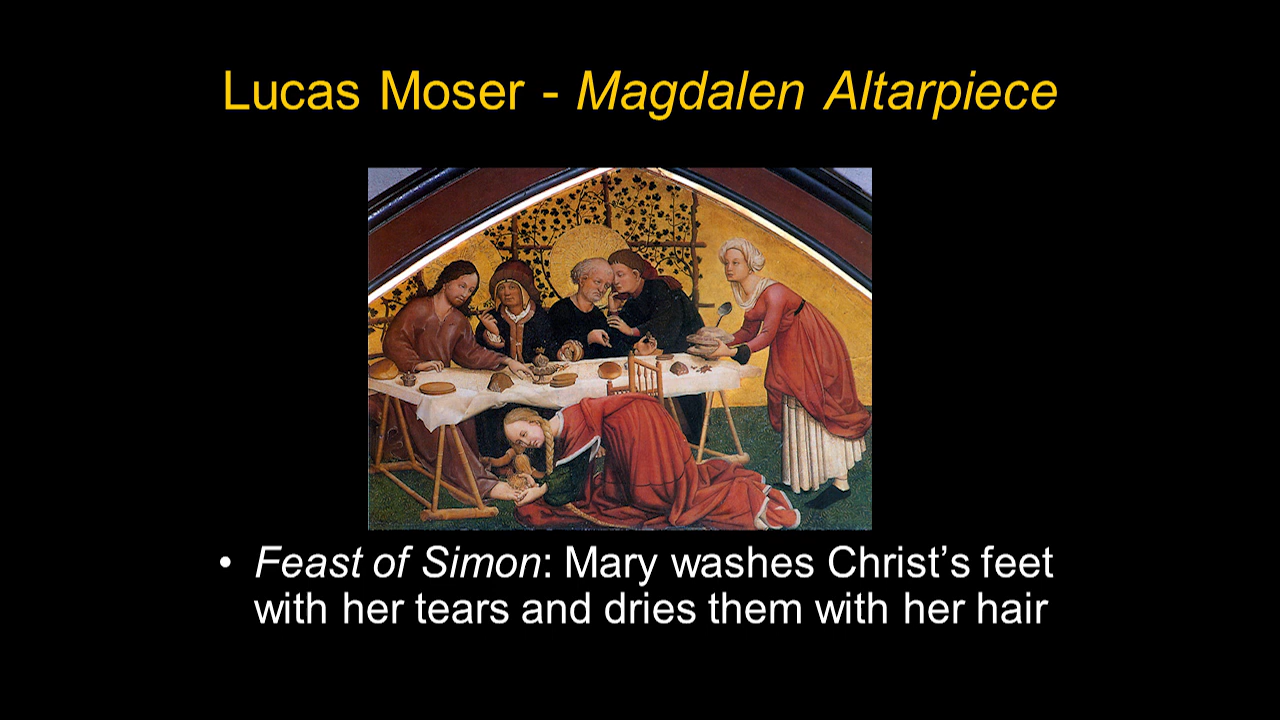 Lucas Moser - Magdalen Altarpiece
• Feast of Simon: Mary washes Christ’s feet
with her tears and dries them with her hair